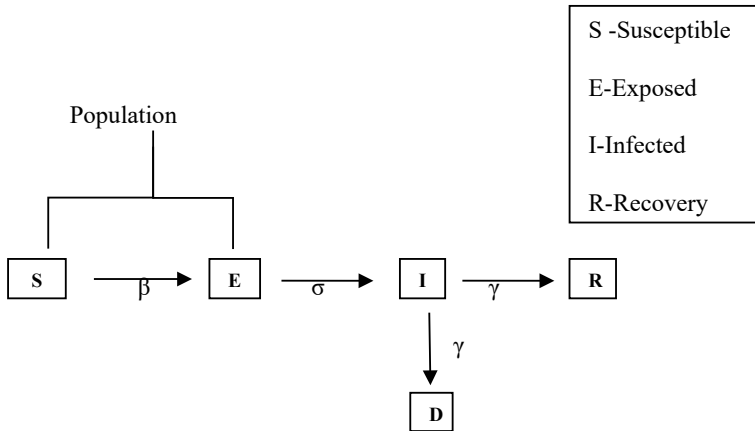 S -Susceptible
E-Exposed
I-Infected
R-Recovery
Population
S β E σ I γ R
γ
D